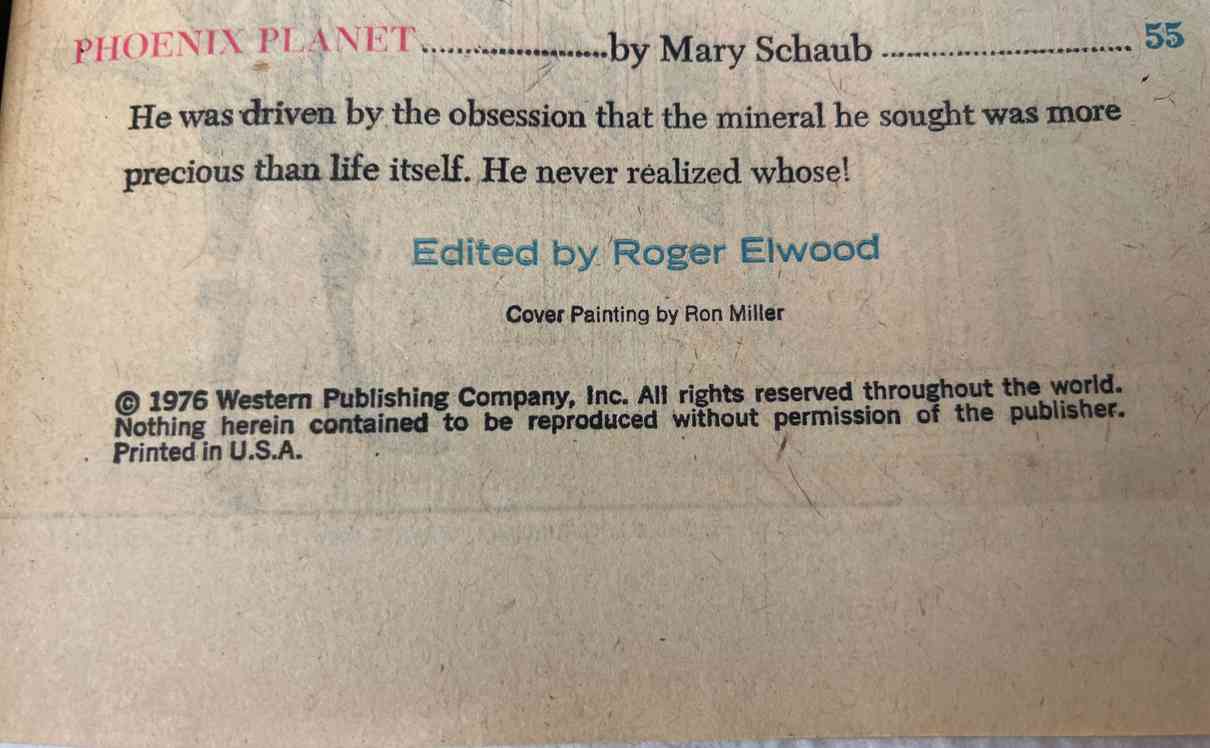 PHOENIX PLANET ........................by Mary Schaub ............................ 55
He was driven by the obsession that the mineral he sought was more
precious than life itself. He never realized whose!
Edited by Roger Elwood
Cover Painting by Ron Miller
© 1976 Western Publishing Company, Inc. All rights reserved throughout the world.
Nothing herein contained to be reproduced without permission of the publisher.
Printed in U.S.A.